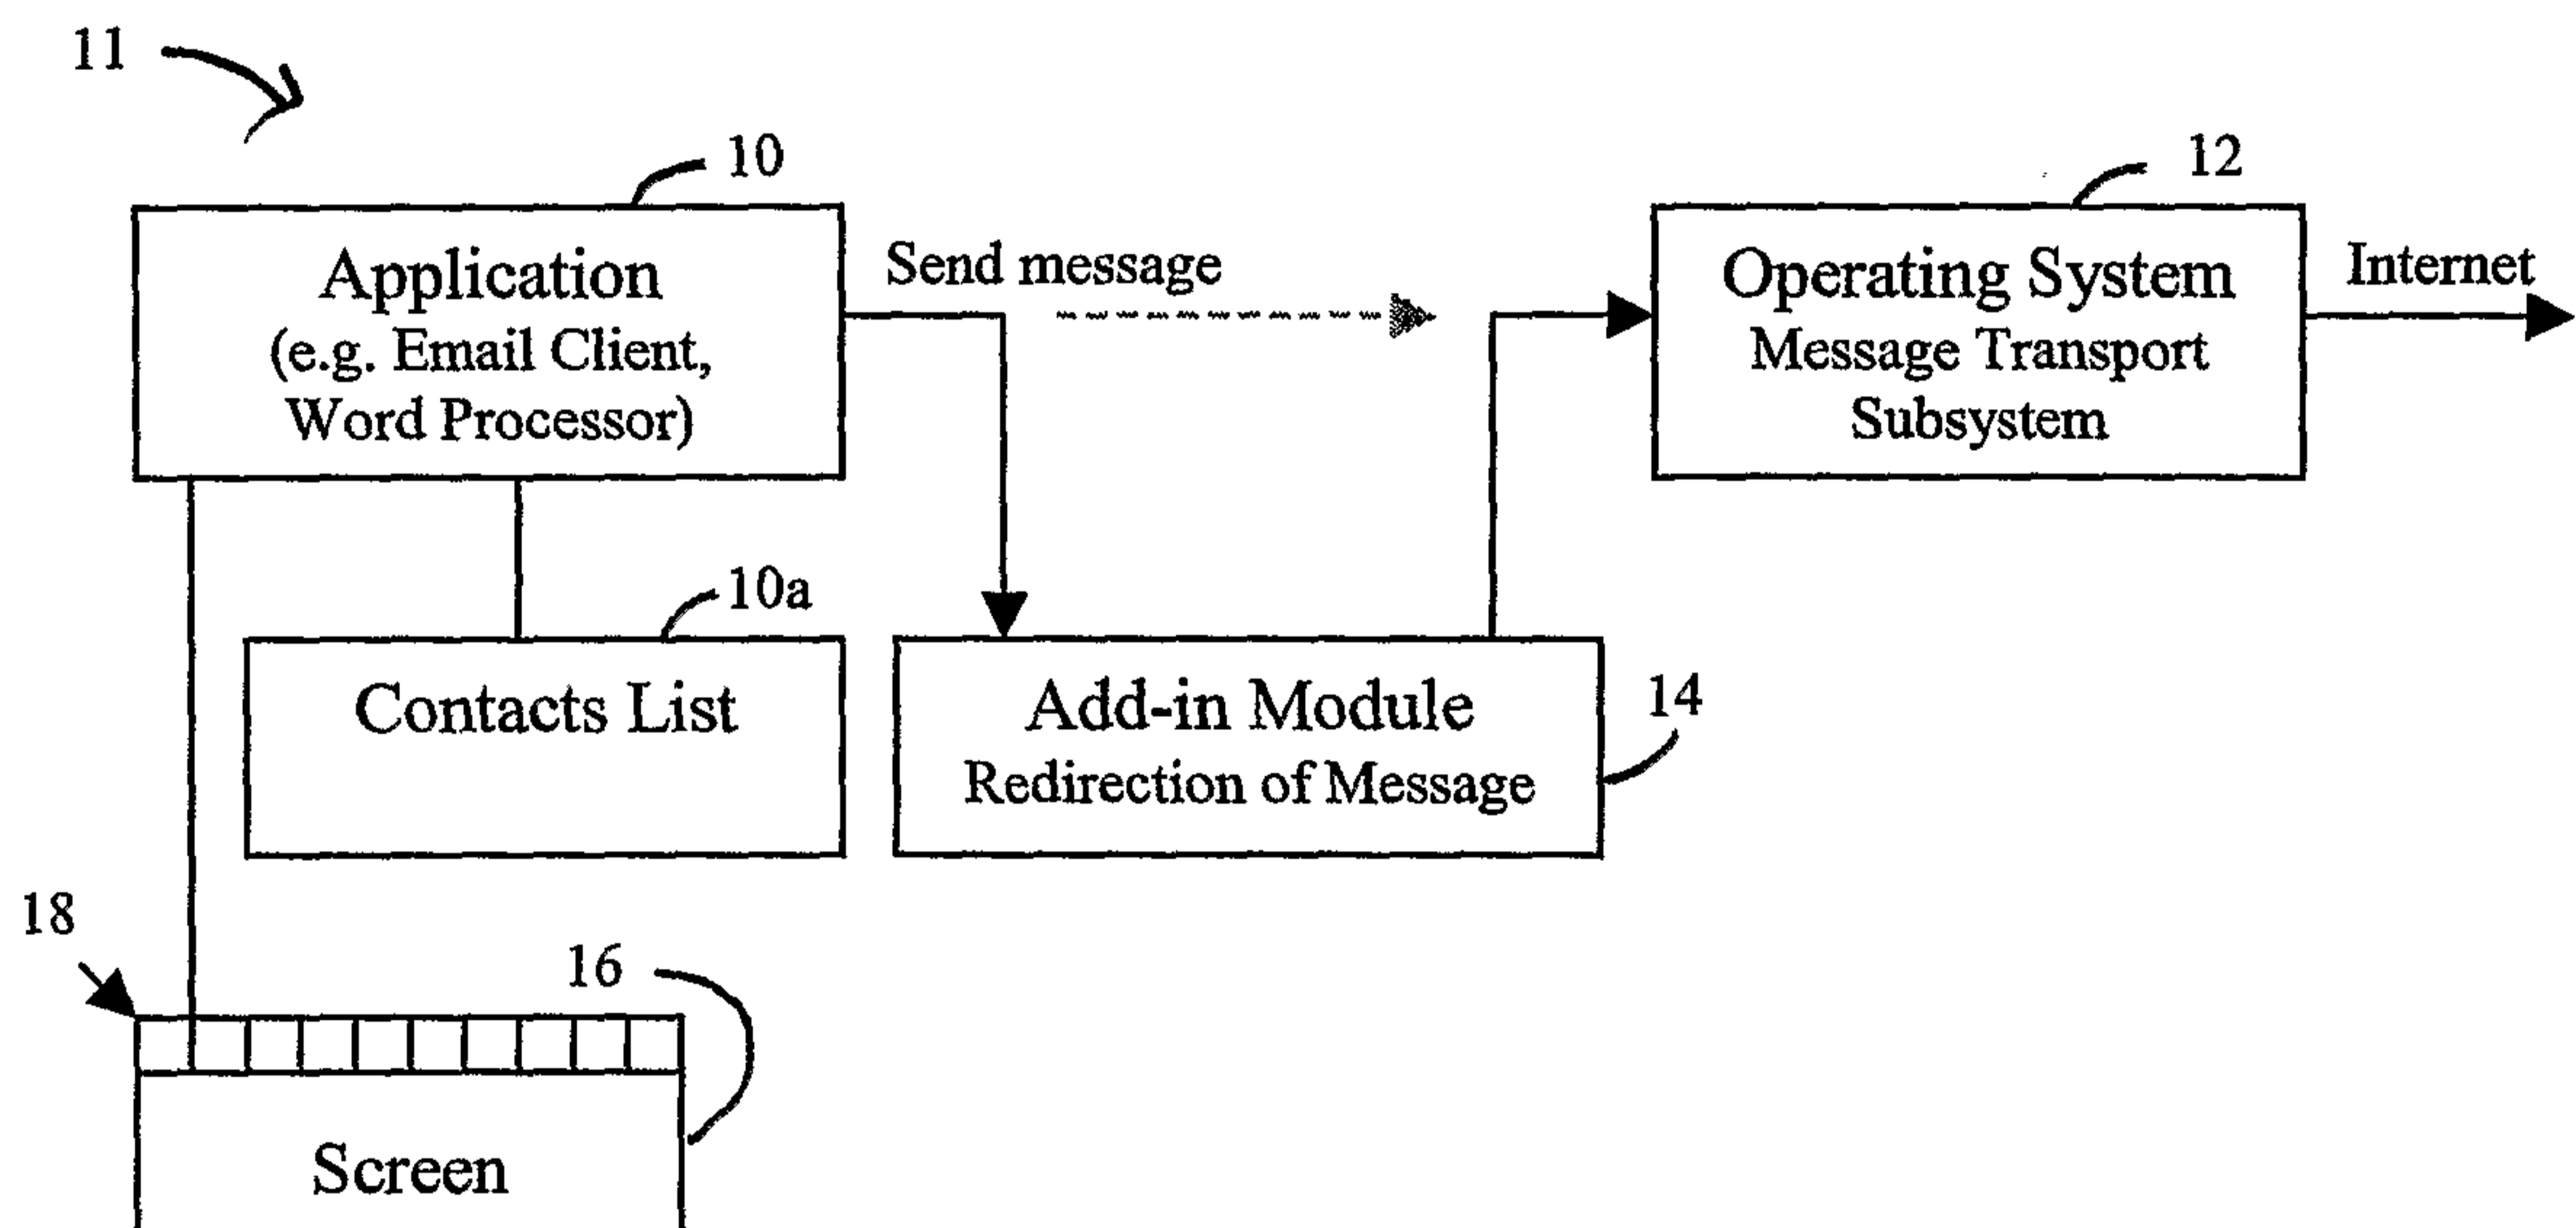 11
10
12
Application
(e.g. Email Client,
Word Processor)
Send message
Operating System
Message Transport
Subsystem
Internet
10a
Contacts List
Add-in Module
Redirection of Message
14
18
16
Screen